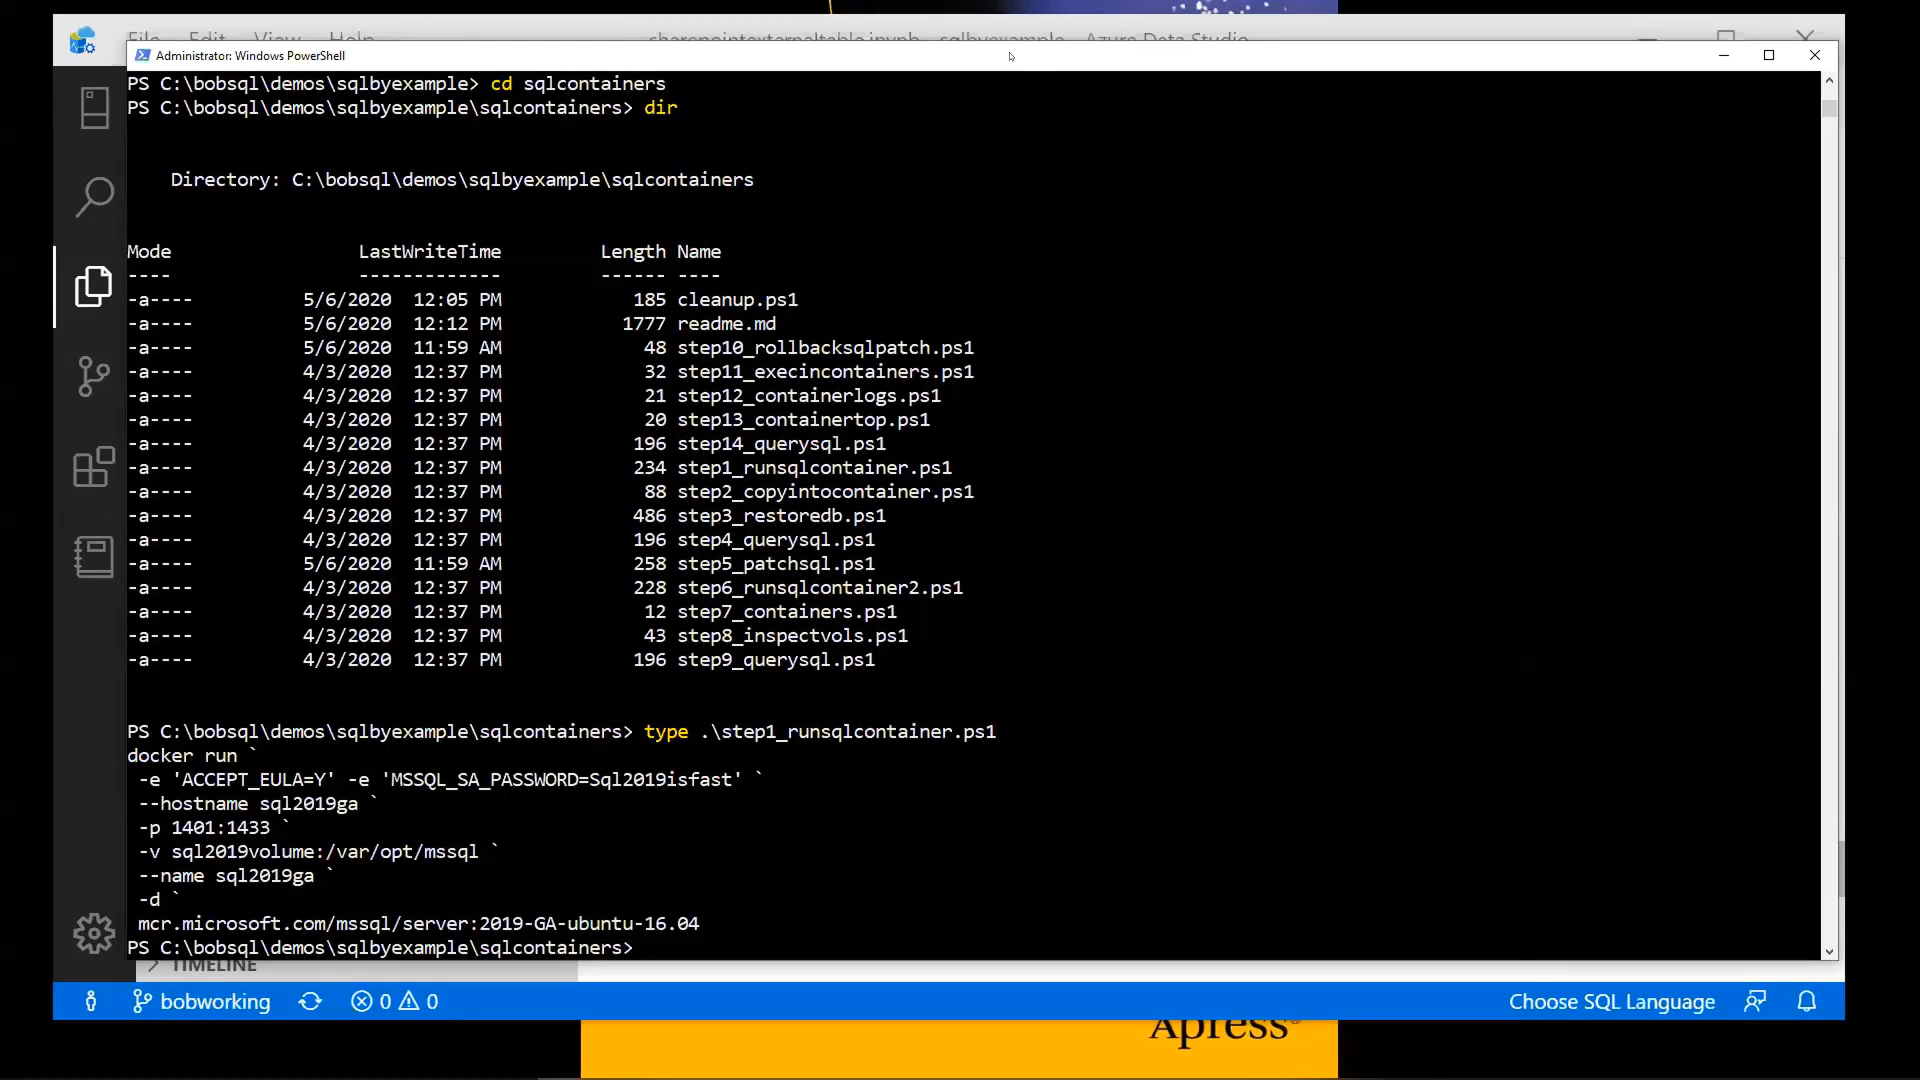 File Edit View Help
sharepointexternaltable.ipynb - sqlbyexample - Azure Data Studio
Administrator: Windows PowerShell
PS C:\bobsql\demos\sqlbyexample> cd sqlcontainers
PS C:\bobsql\demos\sqlbyexample\sqlcontainers> dir
Directory: C:\bobsql\demos\sqlbyexample\sqlcontainers
Mode LastWriteTime Length Name
---- ------------- ------ ----
-a---- 5/6/2020 12:05 PM 185 cleanup.ps1
-a---- 5/6/2020 12:12 PM 1777 readme.md
-a---- 5/6/2020 11:59 AM 48 step10_rollbacksqlpatch.ps1
-a---- 4/3/2020 12:37 PM 32 step11_execincontainers.ps1
-a---- 4/3/2020 12:37 PM 21 step12_containerlogs.ps1
-a---- 4/3/2020 12:37 PM 20 step13_containertop.ps1
-a---- 4/3/2020 12:37 PM 196 step14_querysql.ps1
-a---- 4/3/2020 12:37 PM 234 step1_runsqlcontainer.ps1
-a---- 4/3/2020 12:37 PM 88 step2_copyintocontainer.ps1
-a---- 4/3/2020 12:37 PM 486 step3_restoredb.ps1
-a---- 4/3/2020 12:37 PM 196 step4_querysql.ps1
-a---- 5/6/2020 11:59 AM 258 step5_patchsql.ps1
-a---- 4/3/2020 12:37 PM 228 step6_runsqlcontainer2.ps1
-a---- 4/3/2020 12:37 PM 12 step7_containers.ps1
-a---- 4/3/2020 12:37 PM 43 step8_inspectvols.ps1
-a---- 4/3/2020 12:37 PM 196 step9_querysql.ps1
PS C:\bobsql\demos\sqlbyexample\sqlcontainers> type .\step1_runsqlcontainer.ps1
docker run `
-e 'ACCEPT_EULA=Y' -e 'MSSQL_SA_PASSWORD=Sql2019isfast' `
--hostname sql2019ga `
-p 1401:1433 `
-v sql2019volume:/var/opt/mssql `
--name sql2019ga `
-d `
mcr.microsoft.com/mssql/server:2019-GA-ubuntu-16.04
PS C:\bobsql\demos\sqlbyexample\sqlcontainers>
TIMELINE
bobworking 0 0 Choose SQL Language
Apress®